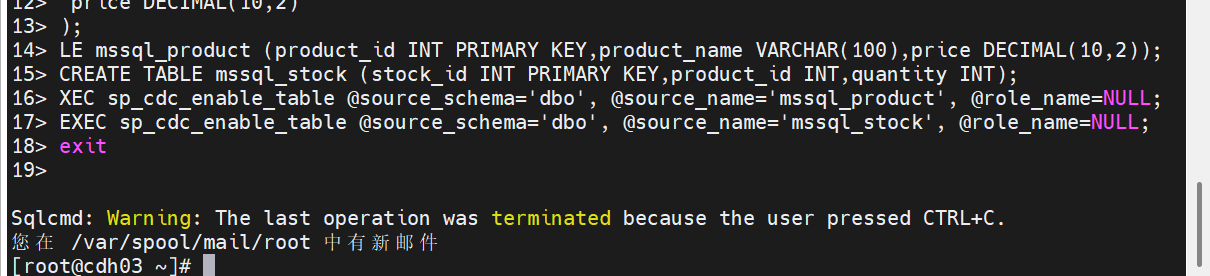 12>  price DECIMAL(10,2)
13> );
14> LE mssql_product (product_id INT PRIMARY KEY,product_name VARCHAR(100),price DECIMAL(10,2));
15> CREATE TABLE mssql_stock (stock_id INT PRIMARY KEY,product_id INT,quantity INT);
16> XEC sp_cdc_enable_table @source_schema='dbo', @source_name='mssql_product', @role_name=NULL;
17> EXEC sp_cdc_enable_table @source_schema='dbo', @source_name='mssql_stock', @role_name=NULL;
18> exit
19>
Sqlcmd: Warning: The last operation was terminated because the user pressed CTRL+C.
您在 /var/spool/mail/root 中有新邮件
[root@cdh03 ~]#